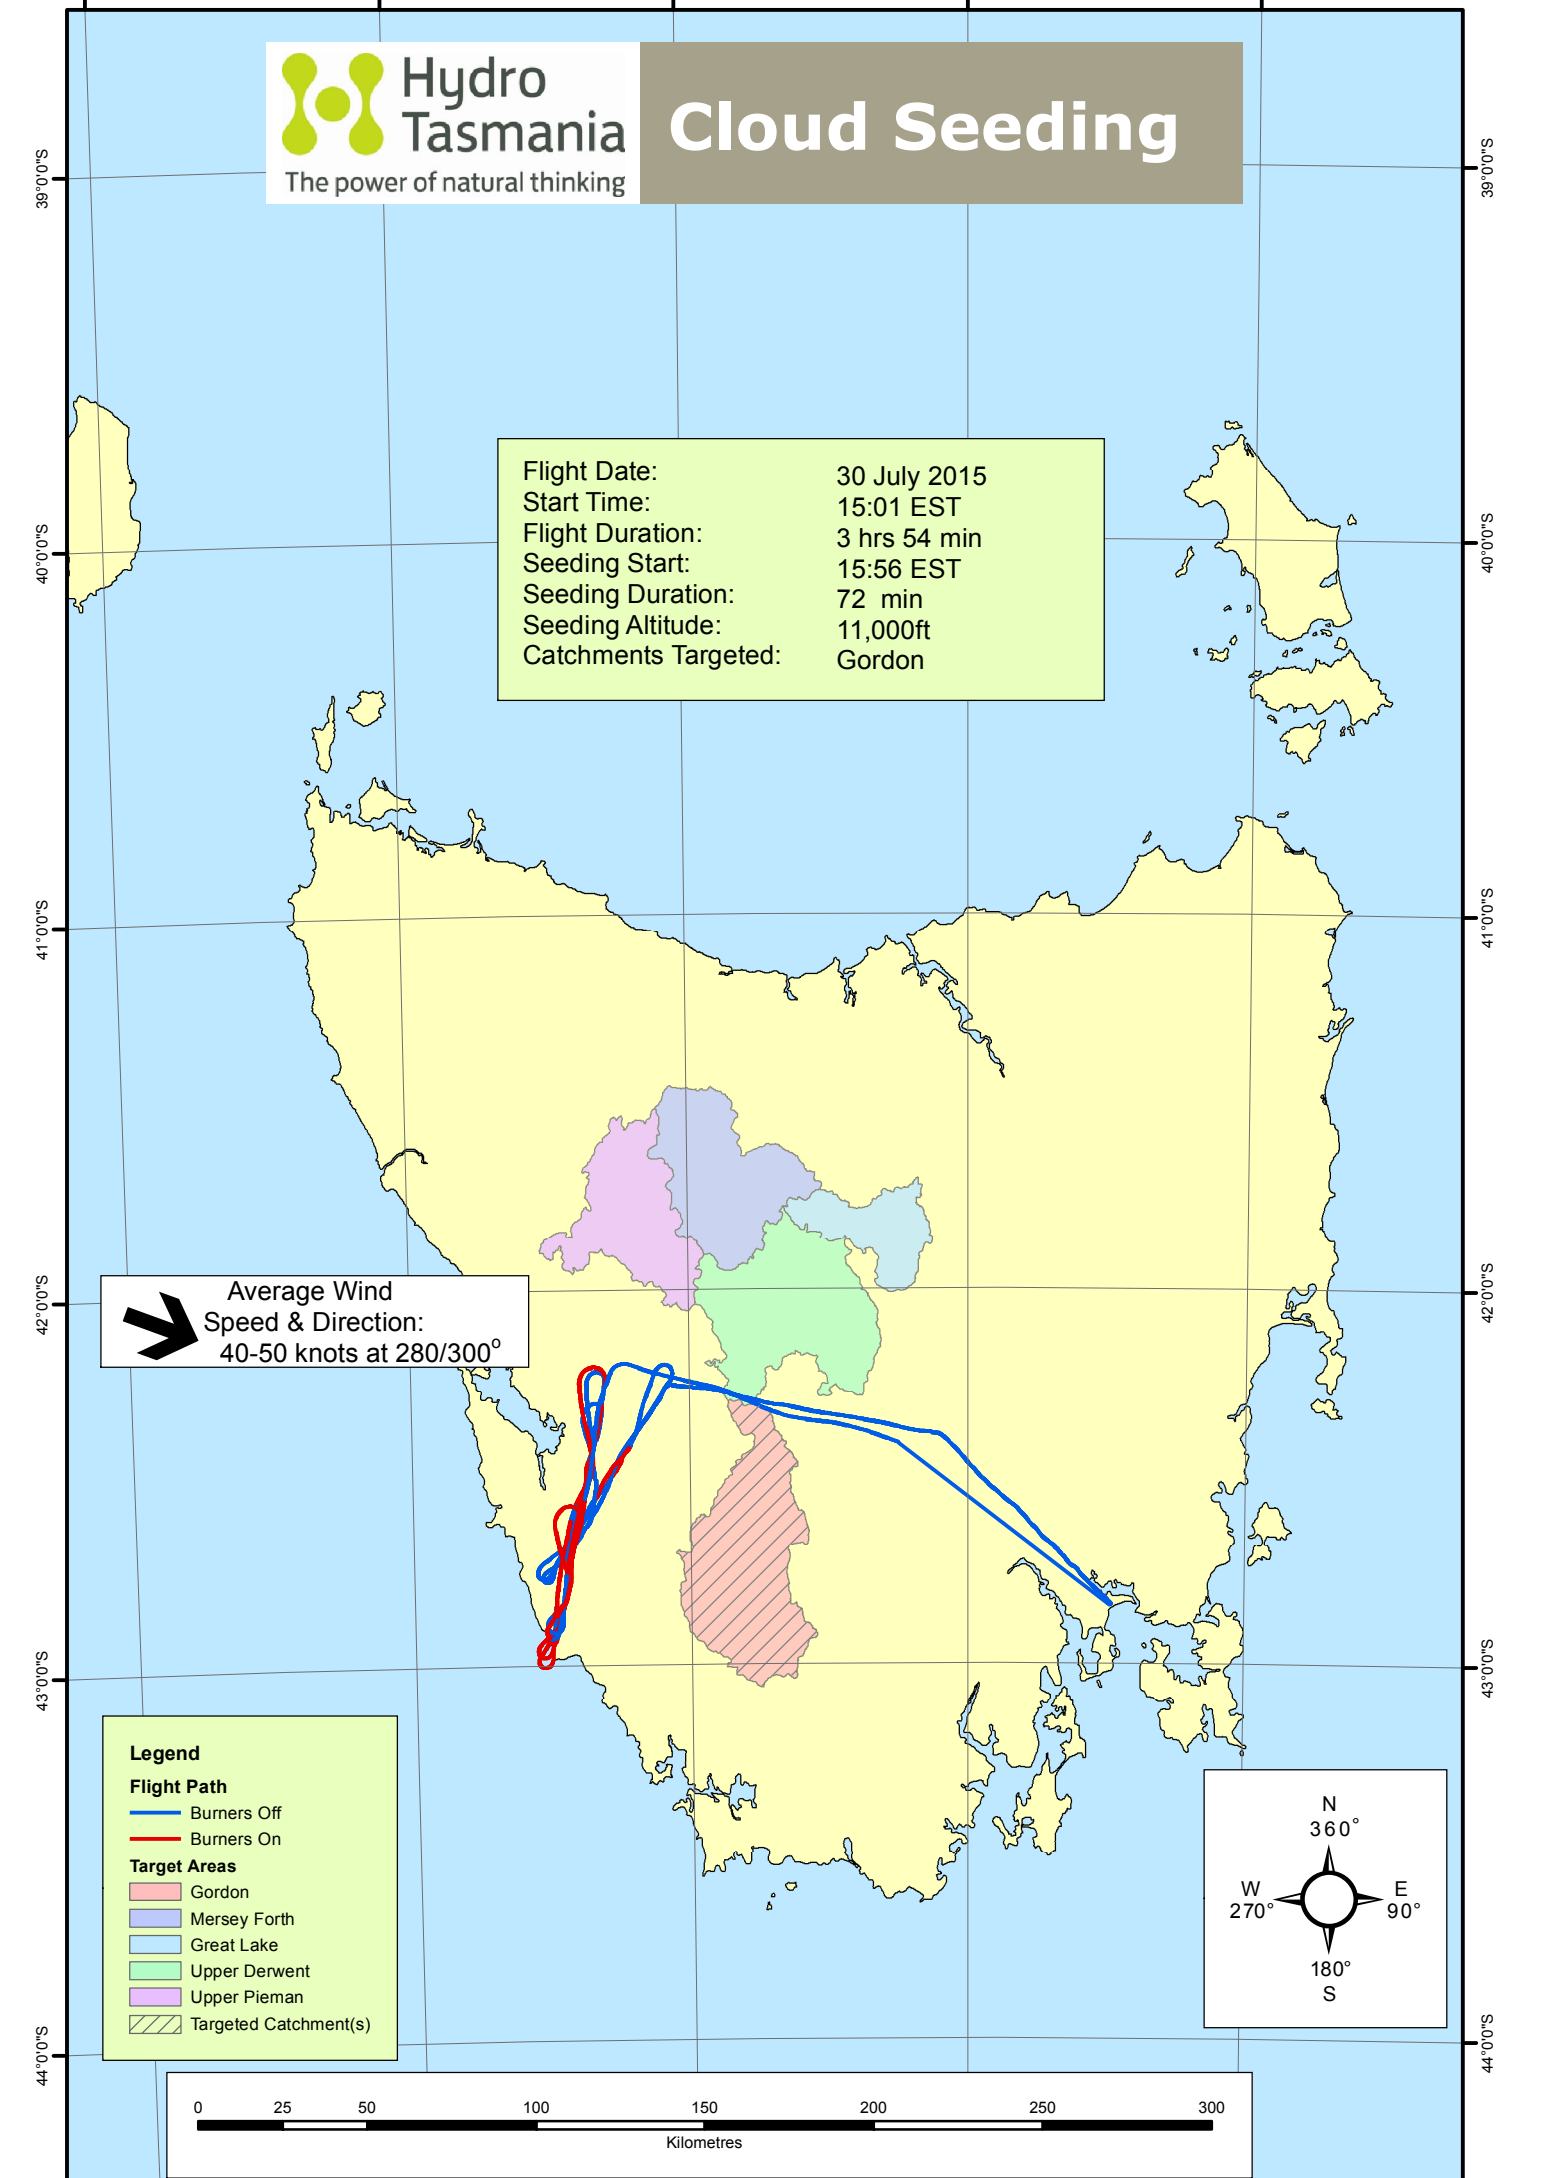 Hydro
Tasmania
The power of natural thinking
Cloud Seeding
39°0'0"S
39°0'0"S
Flight Date: 30 July 2015
Start Time: 15:01 EST
Flight Duration: 3 hrs 54 min
Seeding Start: 15:56 EST
Seeding Duration: 72 min
Seeding Altitude: 11,000ft
Catchments Targeted: Gordon
40°0'0"S
40°0'0"S
41°0'0"S
41°0'0"S
42°0'0"S
42°0'0"S
Average Wind
Speed & Direction:
40-50 knots at 280/300°
43°0'0"S
43°0'0"S
Legend
Flight Path
Burners Off
Burners On
Target Areas
Gordon
Mersey Forth
Great Lake
Upper Derwent
Upper Pieman
Targeted Catchment(s)
N
360°
W
270°
E
90°
180°
S
44°0'0"S
44°0'0"S
0 25 50 100 150 200 250 300
Kilometres